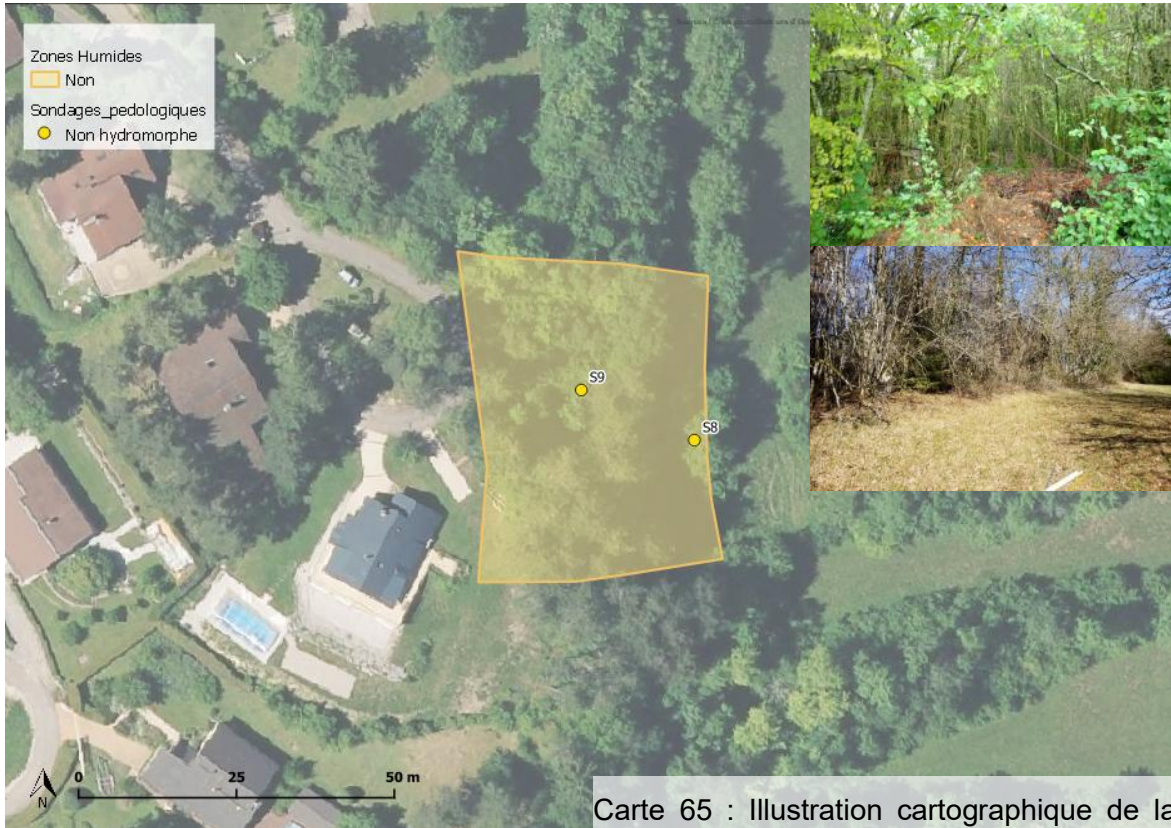 Zones Humides
Non
Sondages_pedologiques
Non hydromorphe
S9
S8
0 25 50 m
N
Carte 65 : Illustration cartographique de la